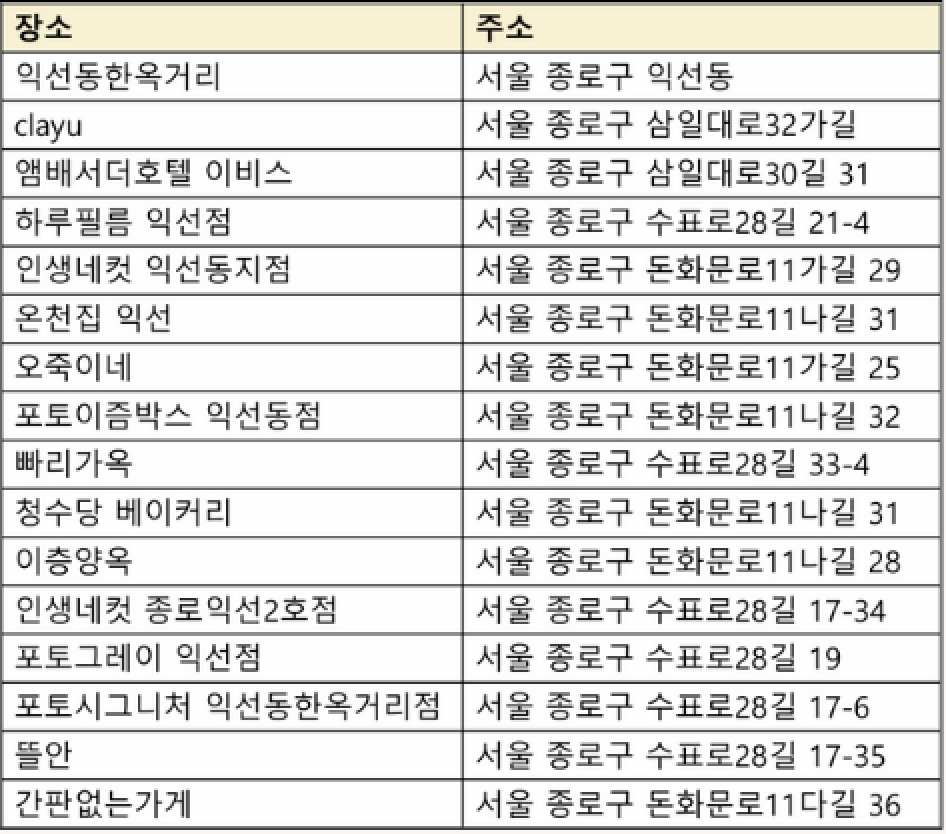 장소 주소
익선동한옥거리 서울 종로구 익선동
clayu 서울 종로구 삼일대로32가길
앰배서더호텔 이비스 서울 종로구 삼일대로30길 31
하루필름 익선점 서울 종로구 수표로28길 21-4
인생네컷 익선동지점 서울 종로구 돈화문로11가길 29
온천집 익선 서울 종로구 돈화문로11나길 31
오죽이네 서울 종로구 돈화문로11가길 25
포토이즘박스 익선동점 서울 종로구 돈화문로11나길 32
빠리가옥 서울 종로구 수표로28길 33-4
청수당 베이커리 서울 종로구 돈화문로11나길 31
이층양옥 서울 종로구 돈화문로11나길 28
인생네컷 종로익선2호점 서울 종로구 수표로28길 17-34
포토그레이 익선점 서울 종로구 수표로28길 19
포토시그니처 익선동한옥거리점 서울 종로구 수표로28길 17-6
뜰안 서울 종로구 수표로28길 17-35
간판없는가게 서울 종로구 돈화문로11다길 36